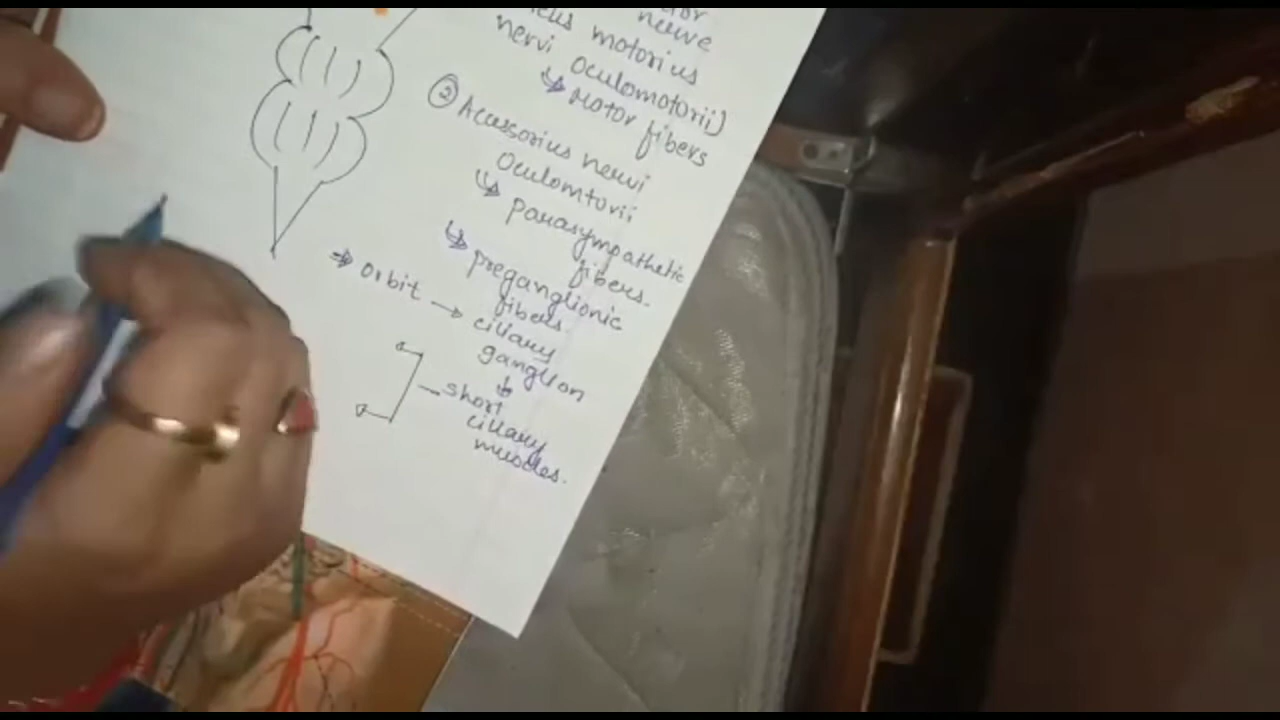 nerve
motorius
nervi Oculomotorii)
↳ Motor fibers
② Accessorius nervi
Oculomtorii
↳ parasympathetic
fibers.
↳ preganglionic
fibers
⇒ orbit → ciliary
ganglion
↓
short
ciliary
muscles.